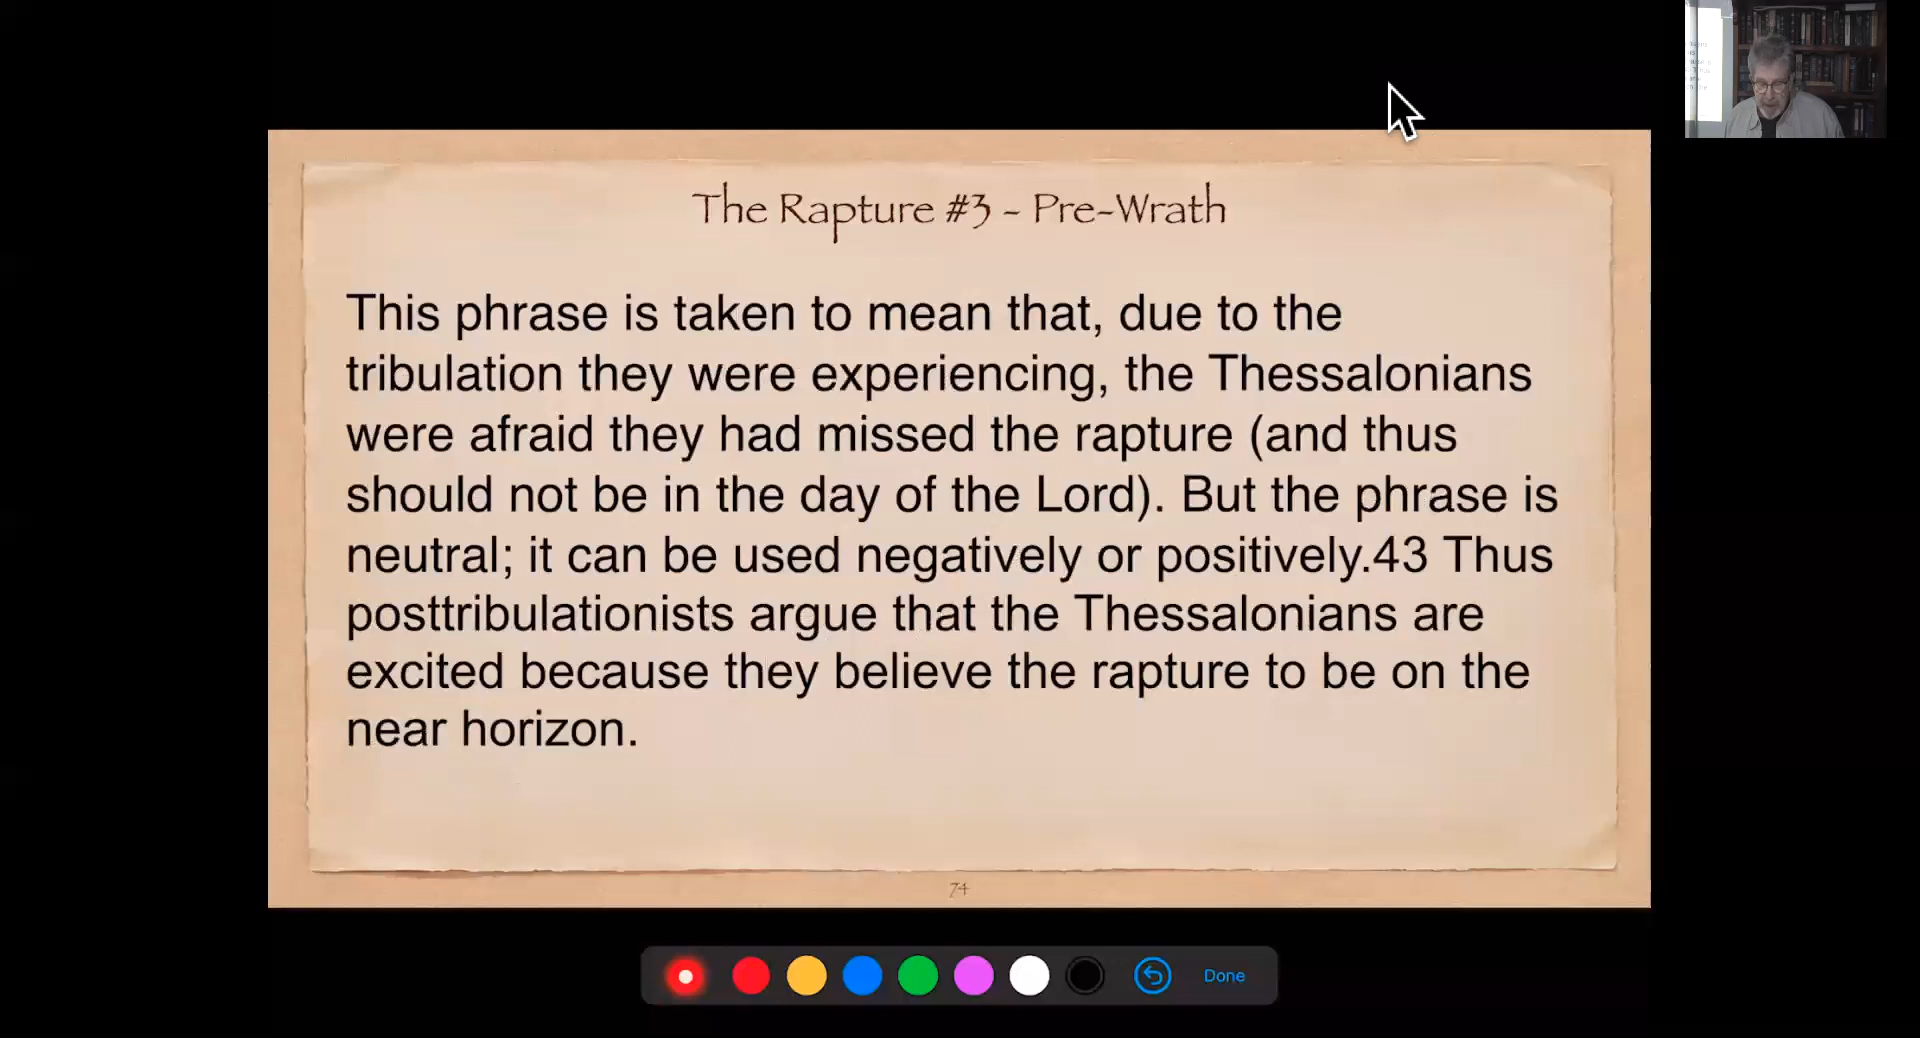 The Rapture #3 - Pre-Wrath
This phrase is taken to mean that, due to the
tribulation they were experiencing, the Thessalonians
were afraid they had missed the rapture (and thus
should not be in the day of the Lord). But the phrase is
neutral; it can be used negatively or positively.43 Thus
posttribulationists argue that the Thessalonians are
excited because they believe the rapture to be on the
near horizon.
74
Done